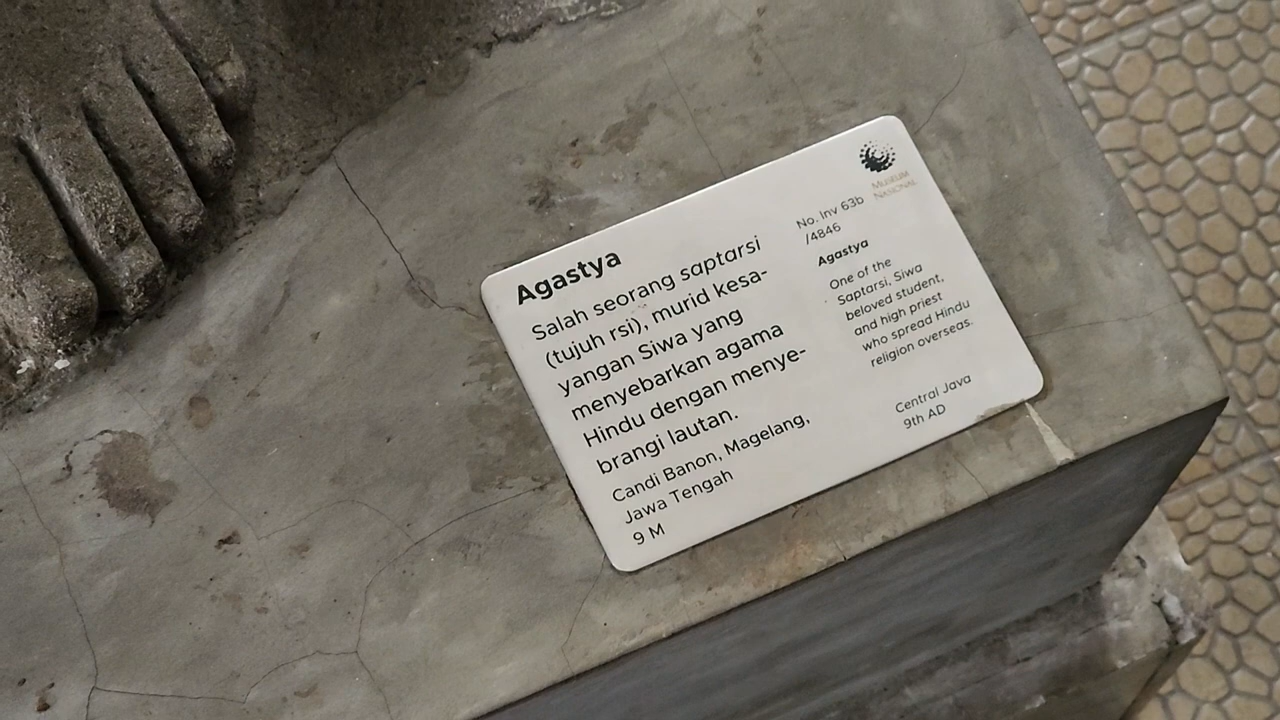 Agastya
Salah seorang saptarsi
(tujuh rsi), murid kesa-
yangan Siwa yang
menyebarkan agama
Hindu dengan menye-
brangi lautan.
Candi Banon, Magelang,
Jawa Tengah
9 M
MUSEUM
NASIONAL
No. Inv 63b
/4846
Agastya
One of the
Saptarsi, Siwa
beloved student,
and high priest
who spread Hindu
religion overseas.
Central Java
9th AD